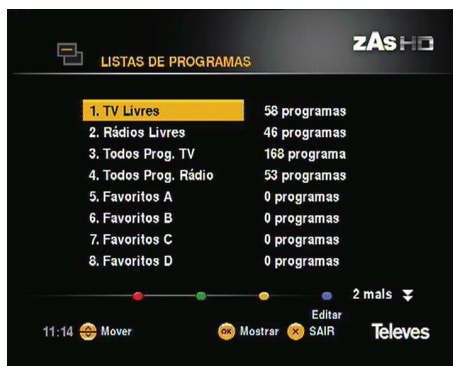 zAs HD
LISTAS DE PROGRAMAS
1. TV Livres 58 programas
2. Rádios Livres 46 programas
3. Todos Prog. TV 168 programa
4. Todos Prog. Rádio 53 programas
5. Favoritos A 0 programas
6. Favoritos B 0 programas
7. Favoritos C 0 programas
8. Favoritos D 0 programas
2 mais
Editar
11:14 Mover OK Mostrar X SAIR Televes